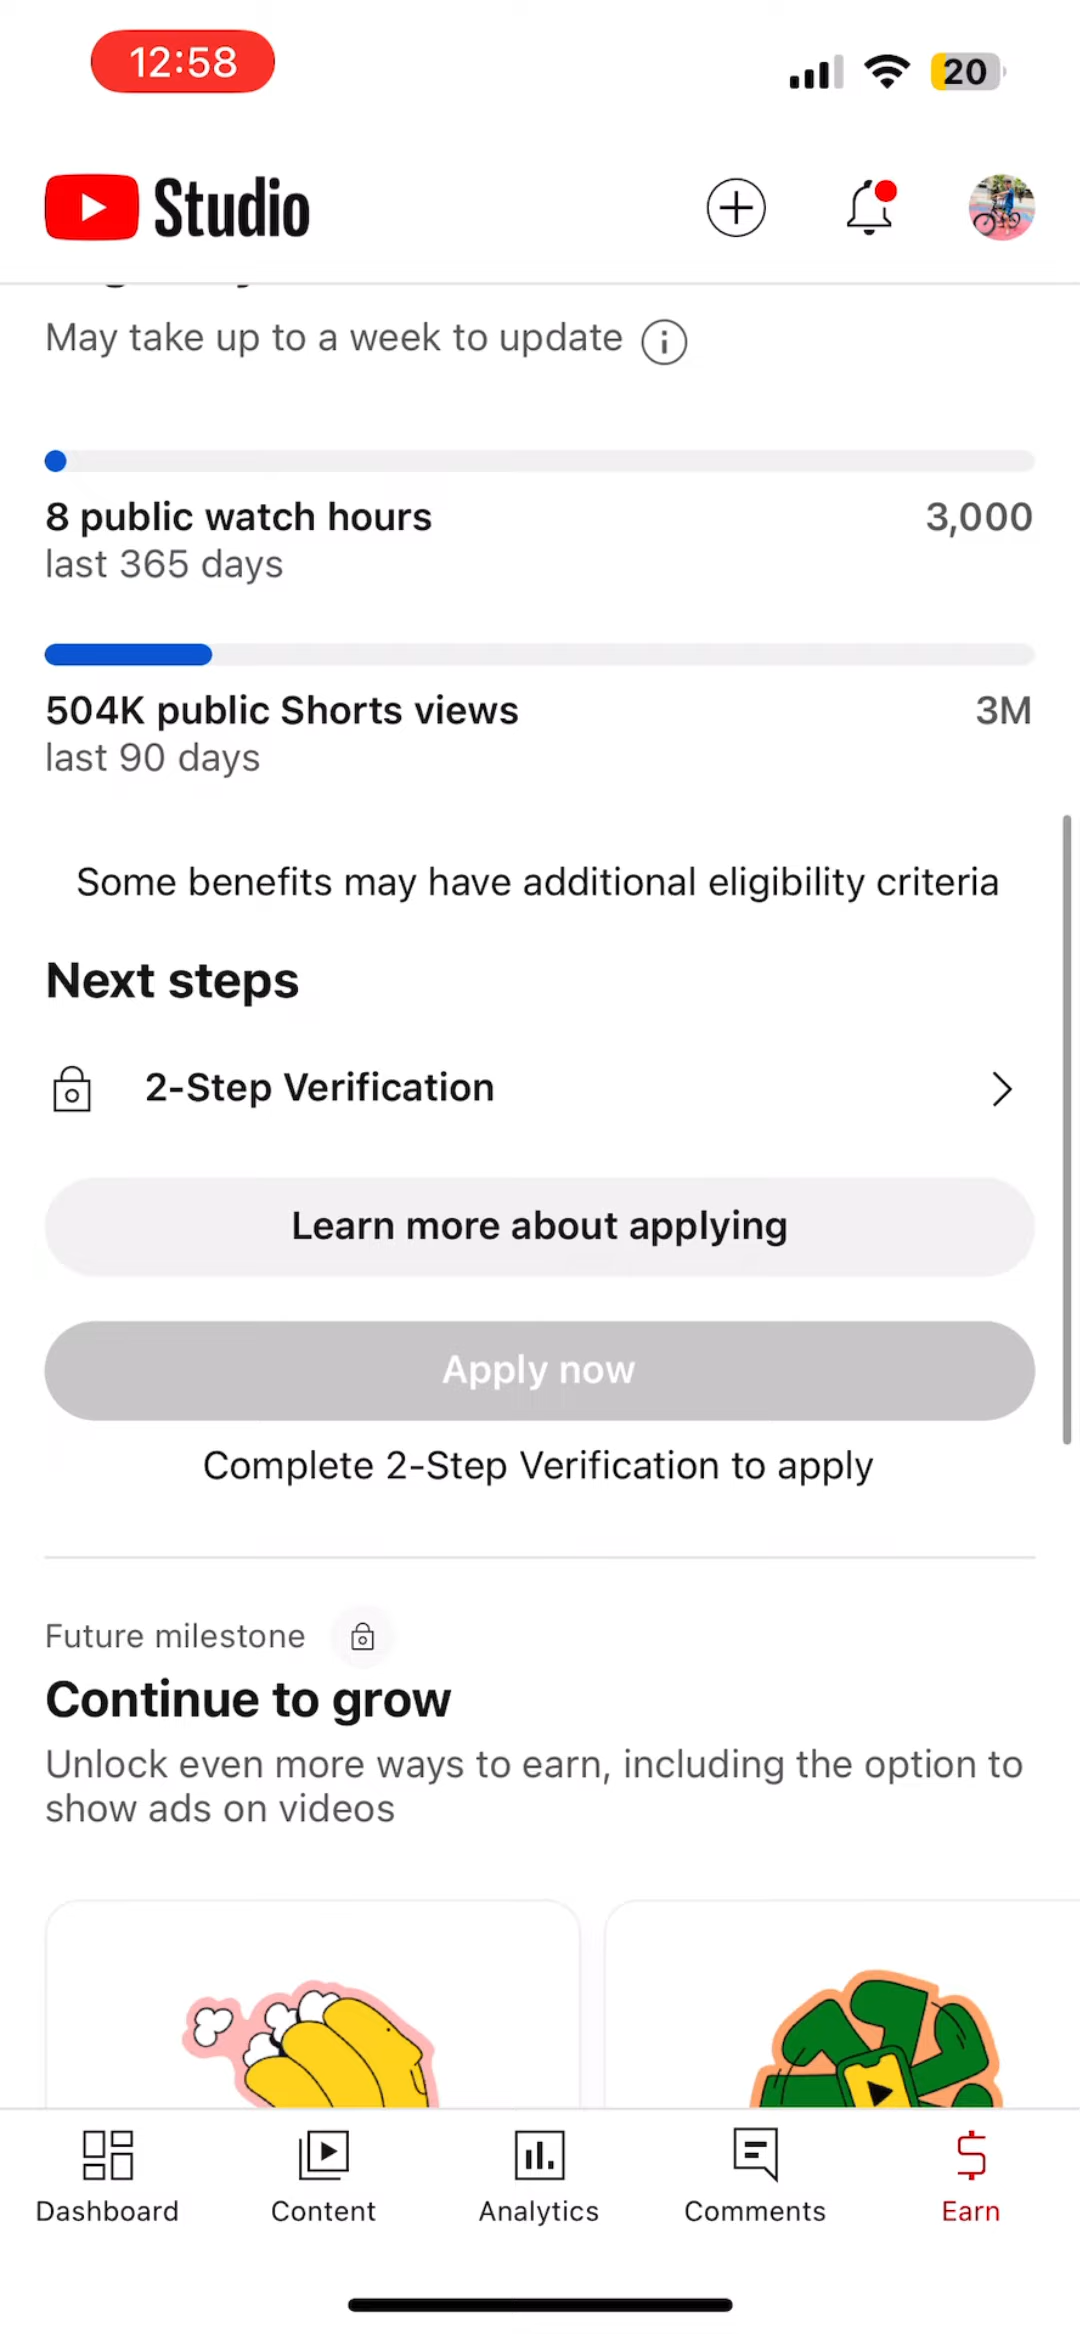 12:58
20
Studio
May take up to a week to update
8 public watch hours
3,000
last 365 days
504K public Shorts views
3M
last 90 days
Some benefits may have additional eligibility criteria
Next steps
2-Step Verification
Learn more about applying
Apply now
Complete 2-Step Verification to apply
Future milestone
Continue to grow
Unlock even more ways to earn, including the option to
show ads on videos
Dashboard
Content
Analytics
Comments
Earn